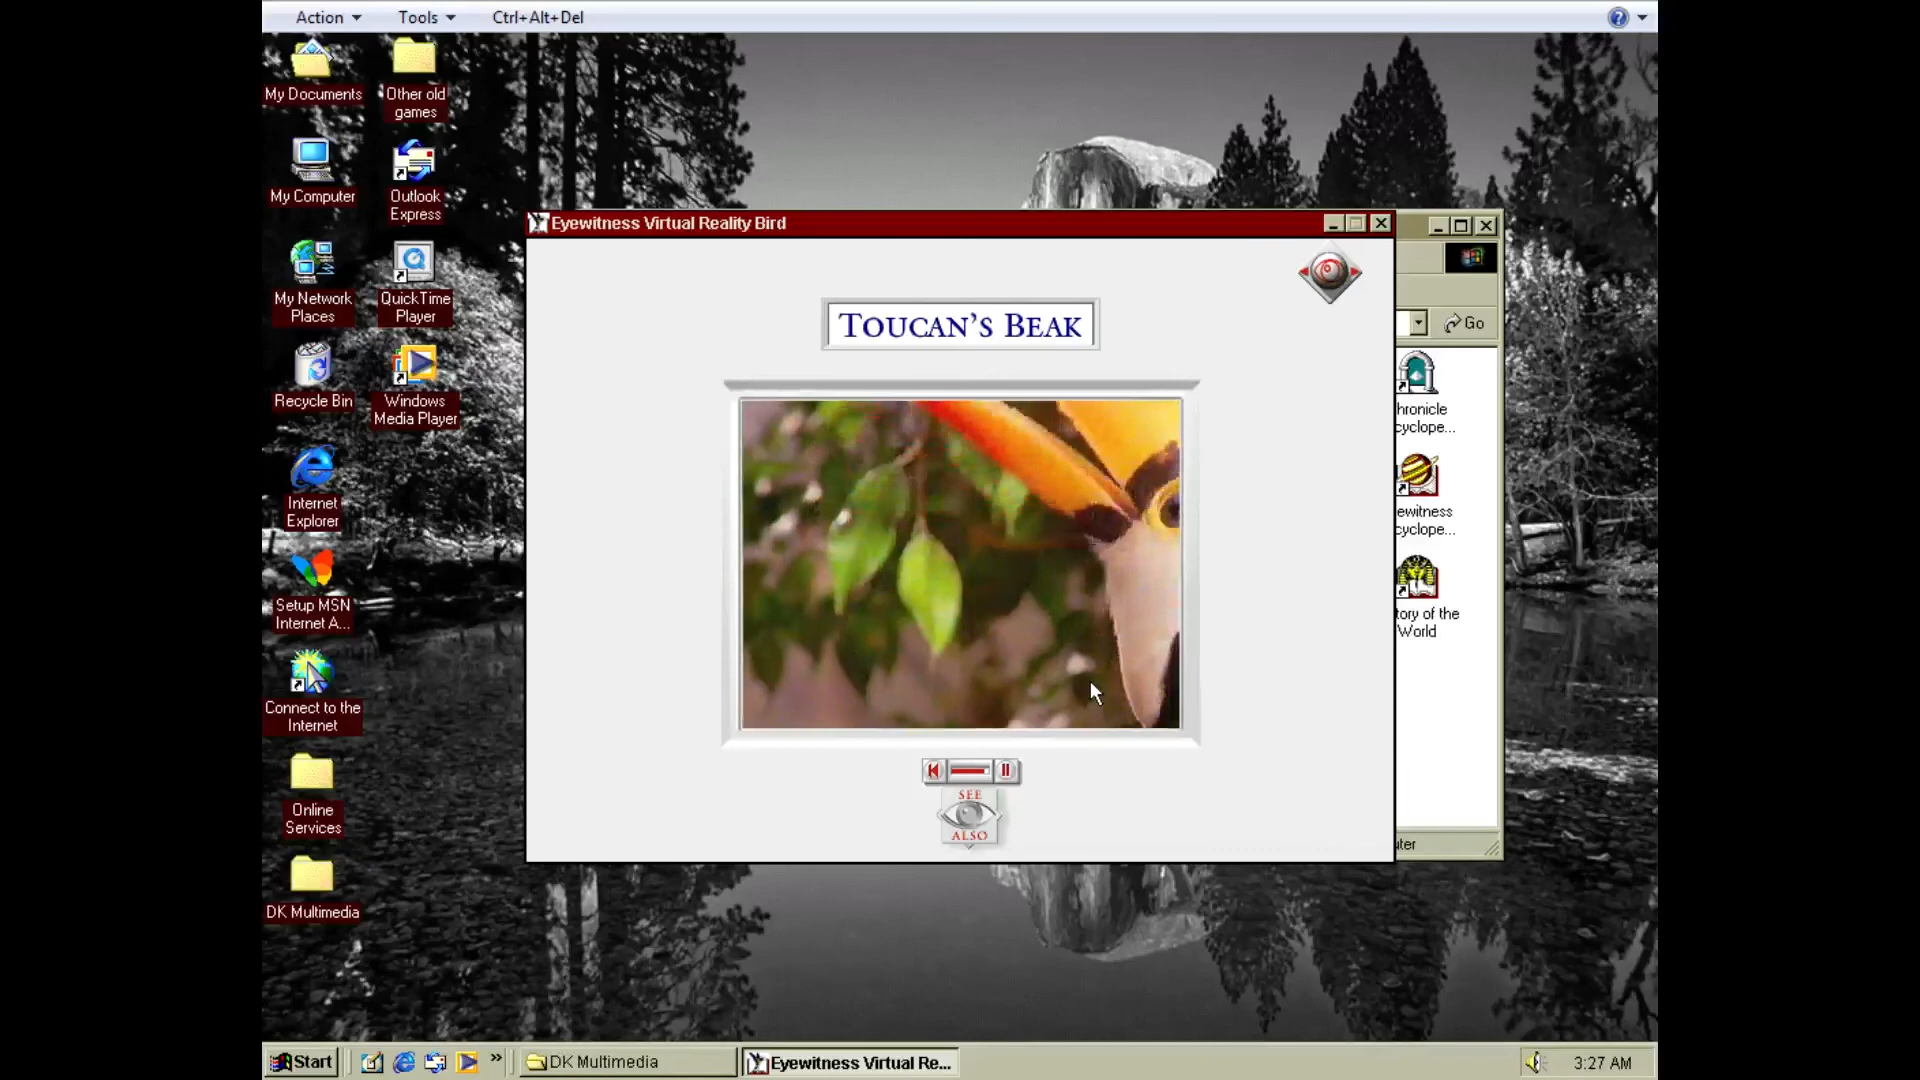 Action
Tools
Ctrl+Alt+Del
My Documents
Other old
games
My Computer
Outlook
Express
My Network
Places
QuickTime
Player
Recycle Bin
Windows
Media Player
Internet
Explorer
Setup MSN
Internet A...
Connect to the
Internet
Online
Services
DK Multimedia
Eyewitness Virtual Reality Bird
TOUCAN'S BEAK
SEE
ALSO
Go
hronicle
cyclope...
ewitness
cyclope...
tory of the
World
uter
Start
»
DK Multimedia
Eyewitness Virtual Re...
3:27 AM